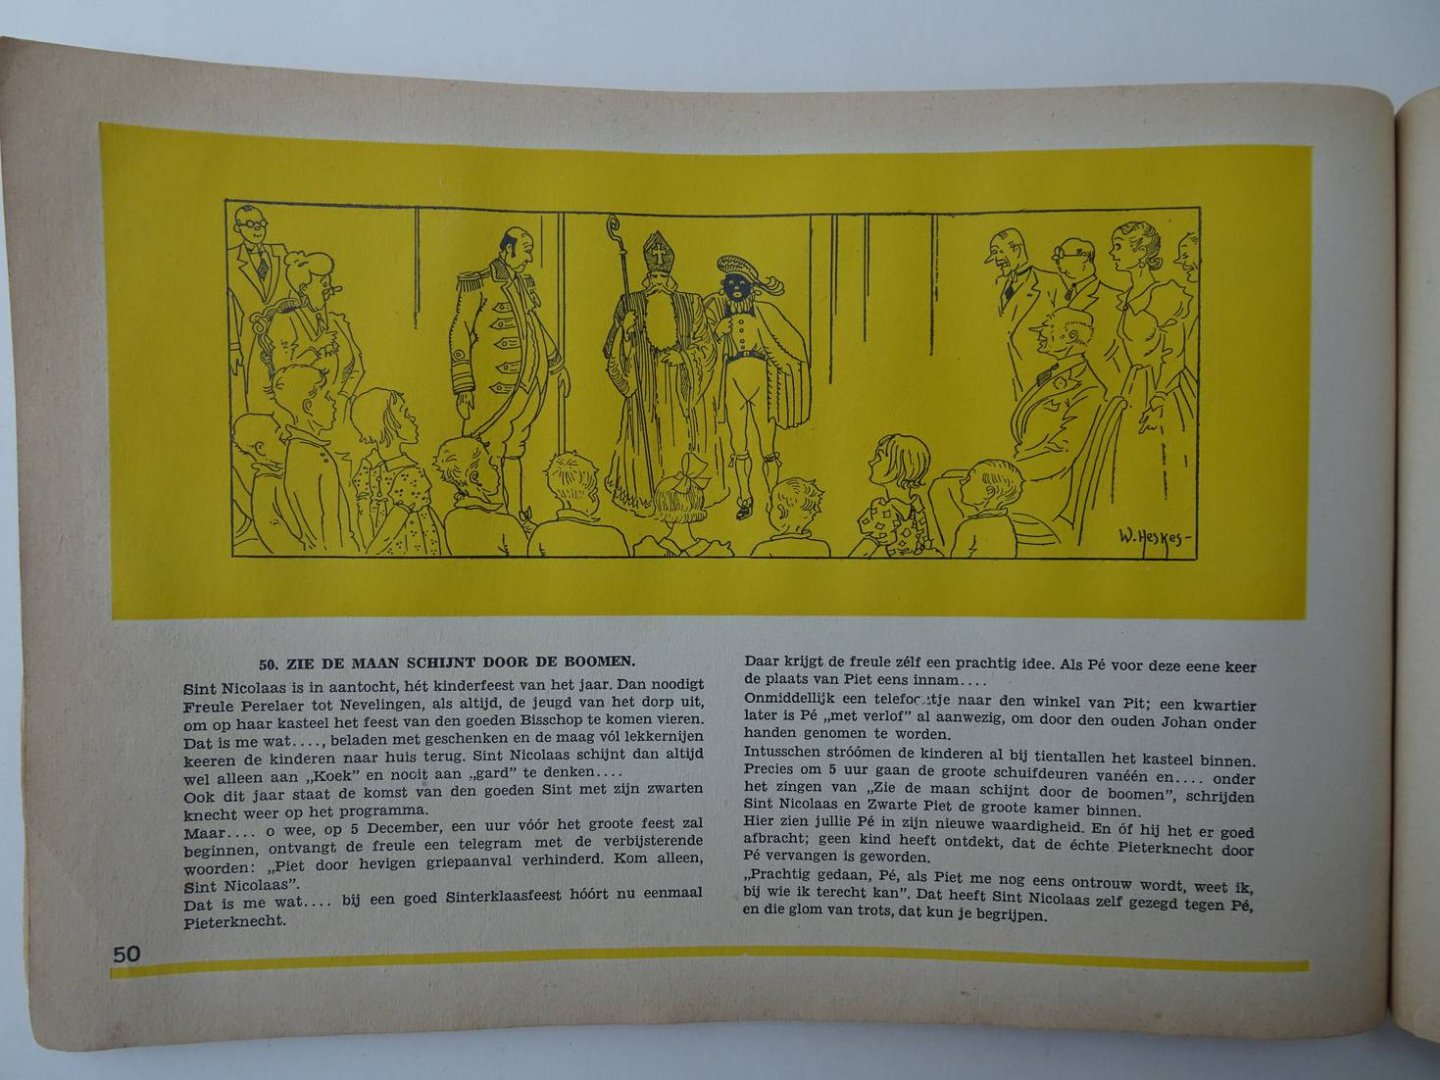 W. Heskes-
50. ZIE DE MAAN SCHIJNT DOOR DE BOOMEN.
Sint Nicolaas is in aantocht, hét kinderfeest van het jaar. Dan noodigt
Freule Perelaer tot Nevelingen, als altijd, de jeugd van het dorp uit,
om op haar kasteel het feest van den goeden Bisschop te komen vieren.
Dat is me wat...., beladen met geschenken en de maag vól lekkernijen
keeren de kinderen naar huis terug. Sint Nicolaas schijnt dan altijd
wel alleen aan „Koek” en nooit aan „gard” te denken....
Ook dit jaar staat de komst van den goeden Sint met zijn zwarten
knecht weer op het programma.
Maar.... o wee, op 5 December, een uur vóór het groote feest zal
beginnen, ontvangt de freule een telegram met de verbijsterende
woorden: „Piet door hevigen griepaanval verhinderd. Kom alleen,
Sint Nicolaas”.
Dat is me wat.... bij een goed Sinterklaasfeest hóórt nu eenmaal
Pieterknecht.
Daar krijgt de freule zélf een prachtig idee. Als Pé voor deze eene keer
de plaats van Piet eens innam....
Onmiddellijk een naar den winkel van Pit; een kwartier
later is Pé „met verlof” al aanwezig, om door den ouden Johan onder
handen genomen te worden.
Intusschen stróómen de kinderen al bij tientallen het kasteel binnen.
Precies om 5 uur gaan de groote schuifdeuren vanéén en.... onder
het zingen van „Zie de maan schijnt door de boomen”, schrijden
Sint Nicolaas en Zwarte Piet de groote kamer binnen.
Hier zien jullie Pé in zijn nieuwe waardigheid. En óf hij het er goed
afbracht; geen kind heeft ontdekt, dat de échte Pieterknecht door
Pé vervangen is geworden.
„Prachtig gedaan, Pé, als Piet me nog eens ontrouw wordt, weet ik,
bij wie ik terecht kan”. Dat heeft Sint Nicolaas zelf gezegd tegen Pé,
en die glom van trots, dat kun je begrijpen.
50